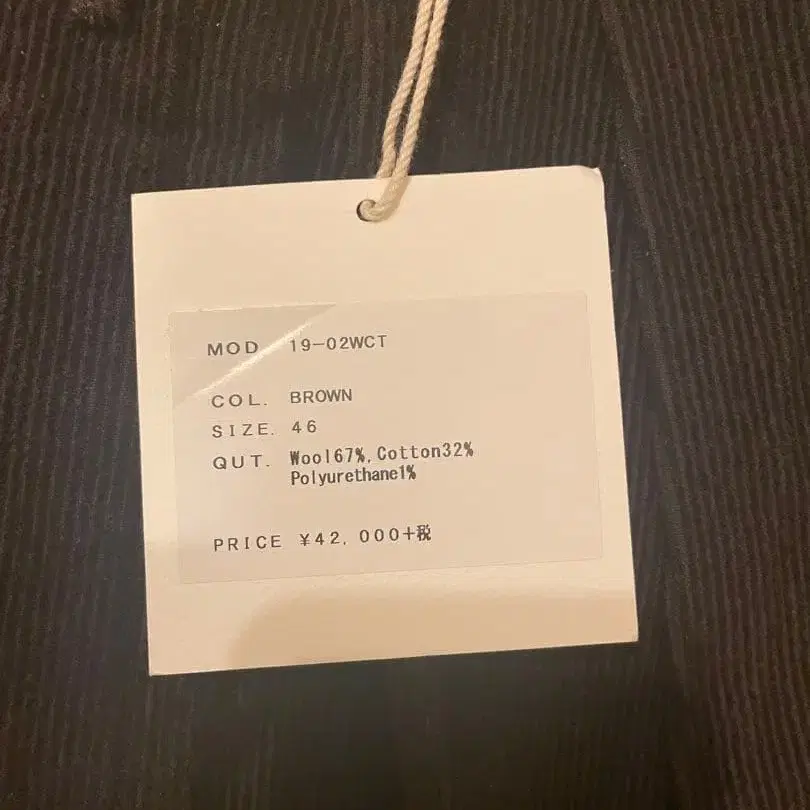 MOD 19-02WCT
COL. BROWN
SIZE. 46
QUT. Wool67%, Cotton32%
Polyurethane1%
PRICE ¥42,000+税